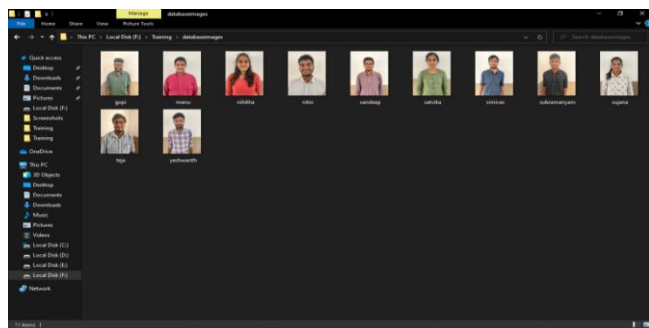 Manage databaseimages
File Home Share View Picture Tools
This PC › Local Disk (F:) › Training › databaseimages
Search databaseimages
Quick access
Desktop
Downloads
Documents
Pictures
Local Disk (F:)
Screenshots
Training
Training
OneDrive
This PC
3D Objects
Desktop
Documents
Downloads
Music
Pictures
Videos
Local Disk (C:)
Local Disk (D:)
Local Disk (E:)
Local Disk (F:)
Network
gopi manu nitin sandeep satvika srinivas subramanyam sujana
teja yeshwanth
11 items